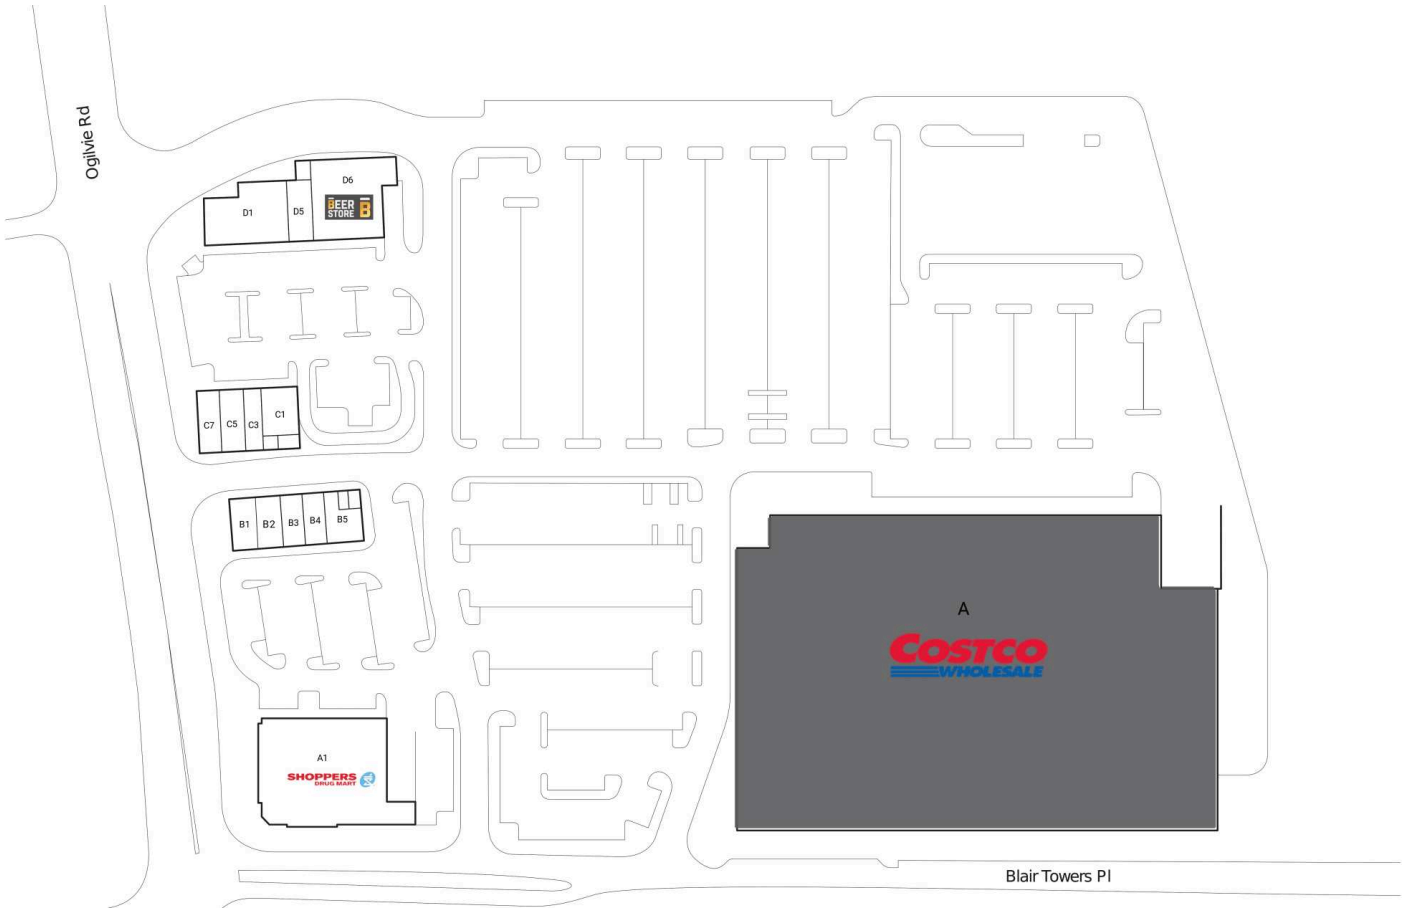 Ogilvie Rd
D6
D1
D5
BEER
STORE
B
C7
C5
C3
C1
B1
B2
B3
B4
B5
A
COSTCO
WHOLESALE
A1
SHOPPERS
DRUG MART
Blair Towers Pl